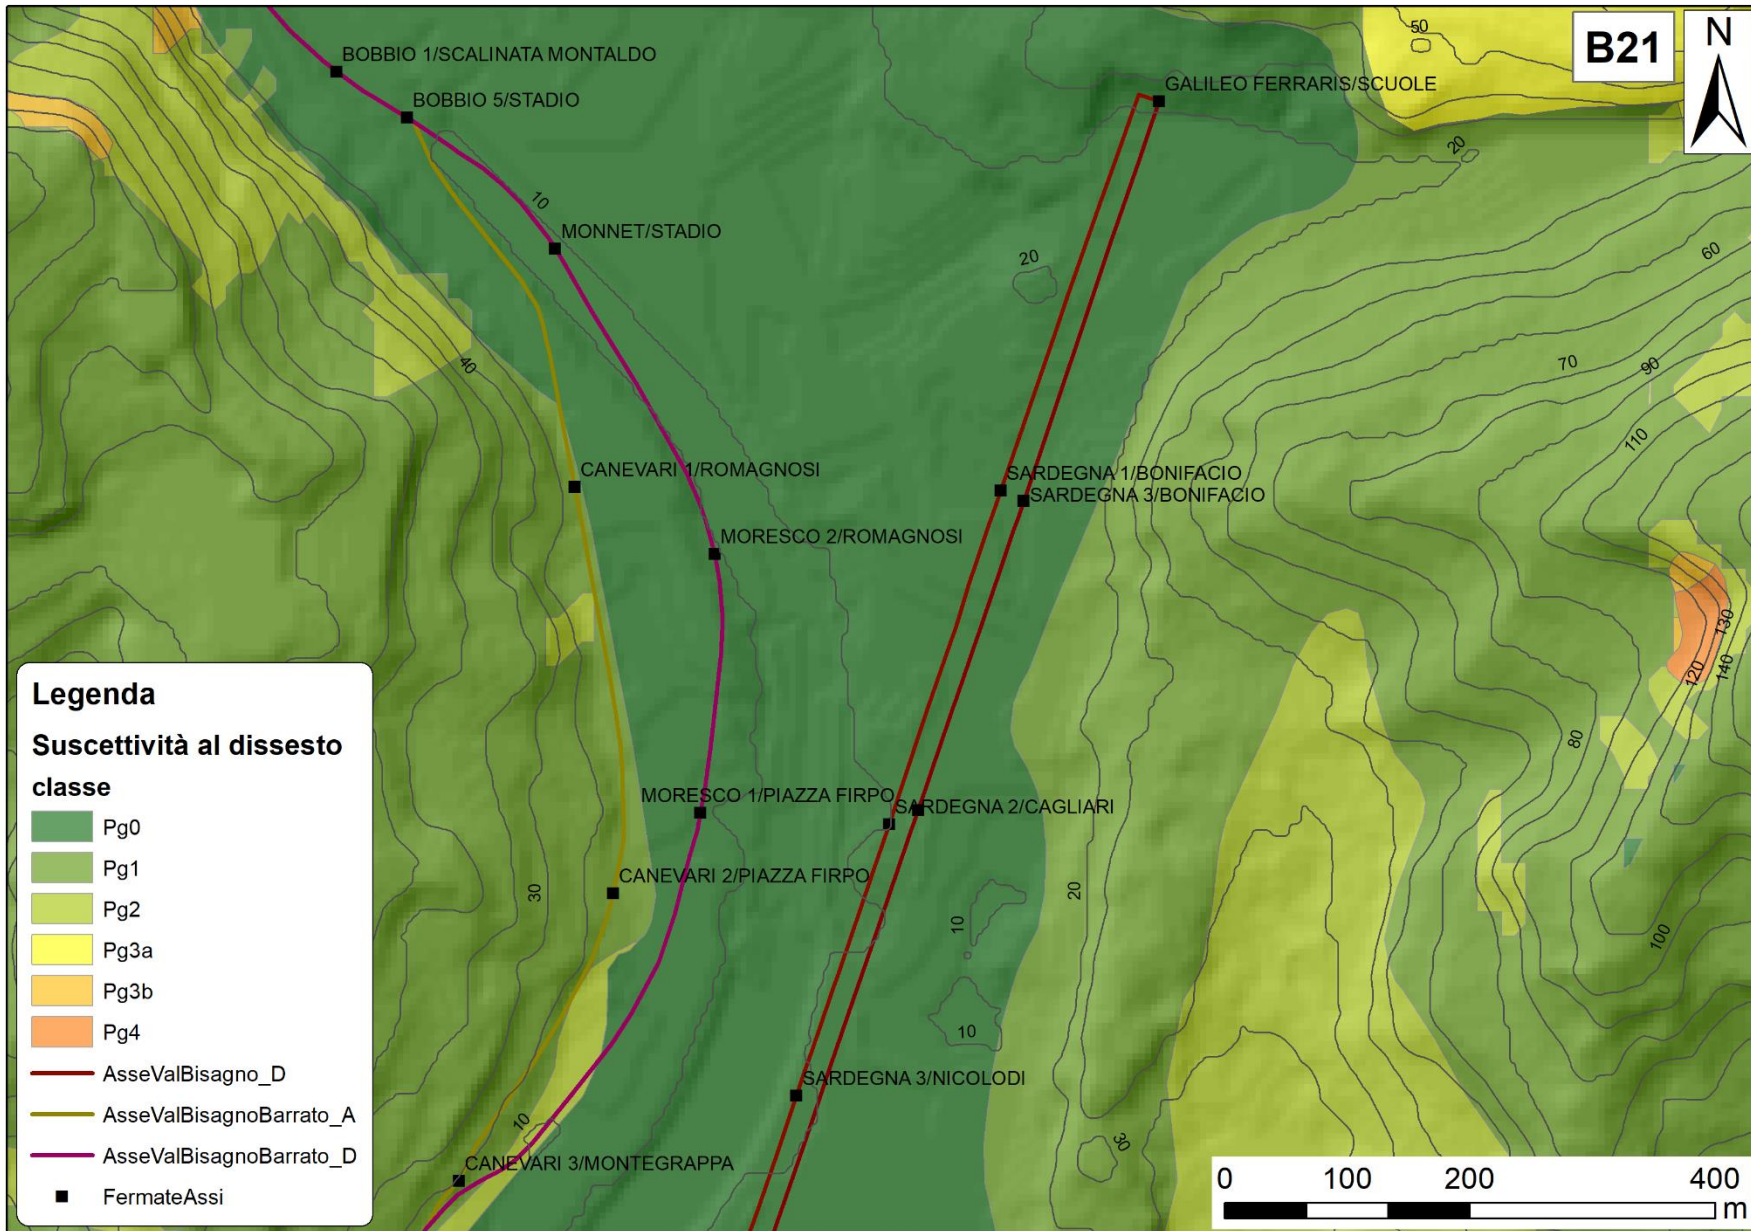 50
B21
N
BOBBIO 1/SCALINATA MONTALDO
GALILEO FERRARIS/SCUOLE
BOBBIO 5/STADIO
20
10
MONNET/STADIO
60
20
40
70
90
110
CANEVARI 1/ROMAGNOSI
SARDEGNA 1/BONIFACIO
SARDEGNA 3/BONIFACIO
MORESCO 2/ROMAGNOSI
130
120
140
80
MORESCO 1/PIAZZA FIRPO
SARDEGNA 2/CAGLIARI
CANEVARI 2/PIAZZA FIRPO
30
20
10
100
10
SARDEGNA 3/NICOLODI
10
30
CANEVARI 3/MONTEGRAPPA
Legenda
Suscettività al dissesto
classe
Pg0
Pg1
Pg2
Pg3a
Pg3b
Pg4
AsseValBisagno_D
AsseValBisagnoBarrato_A
AsseValBisagnoBarrato_D
FermateAssi
0 100 200 400
m